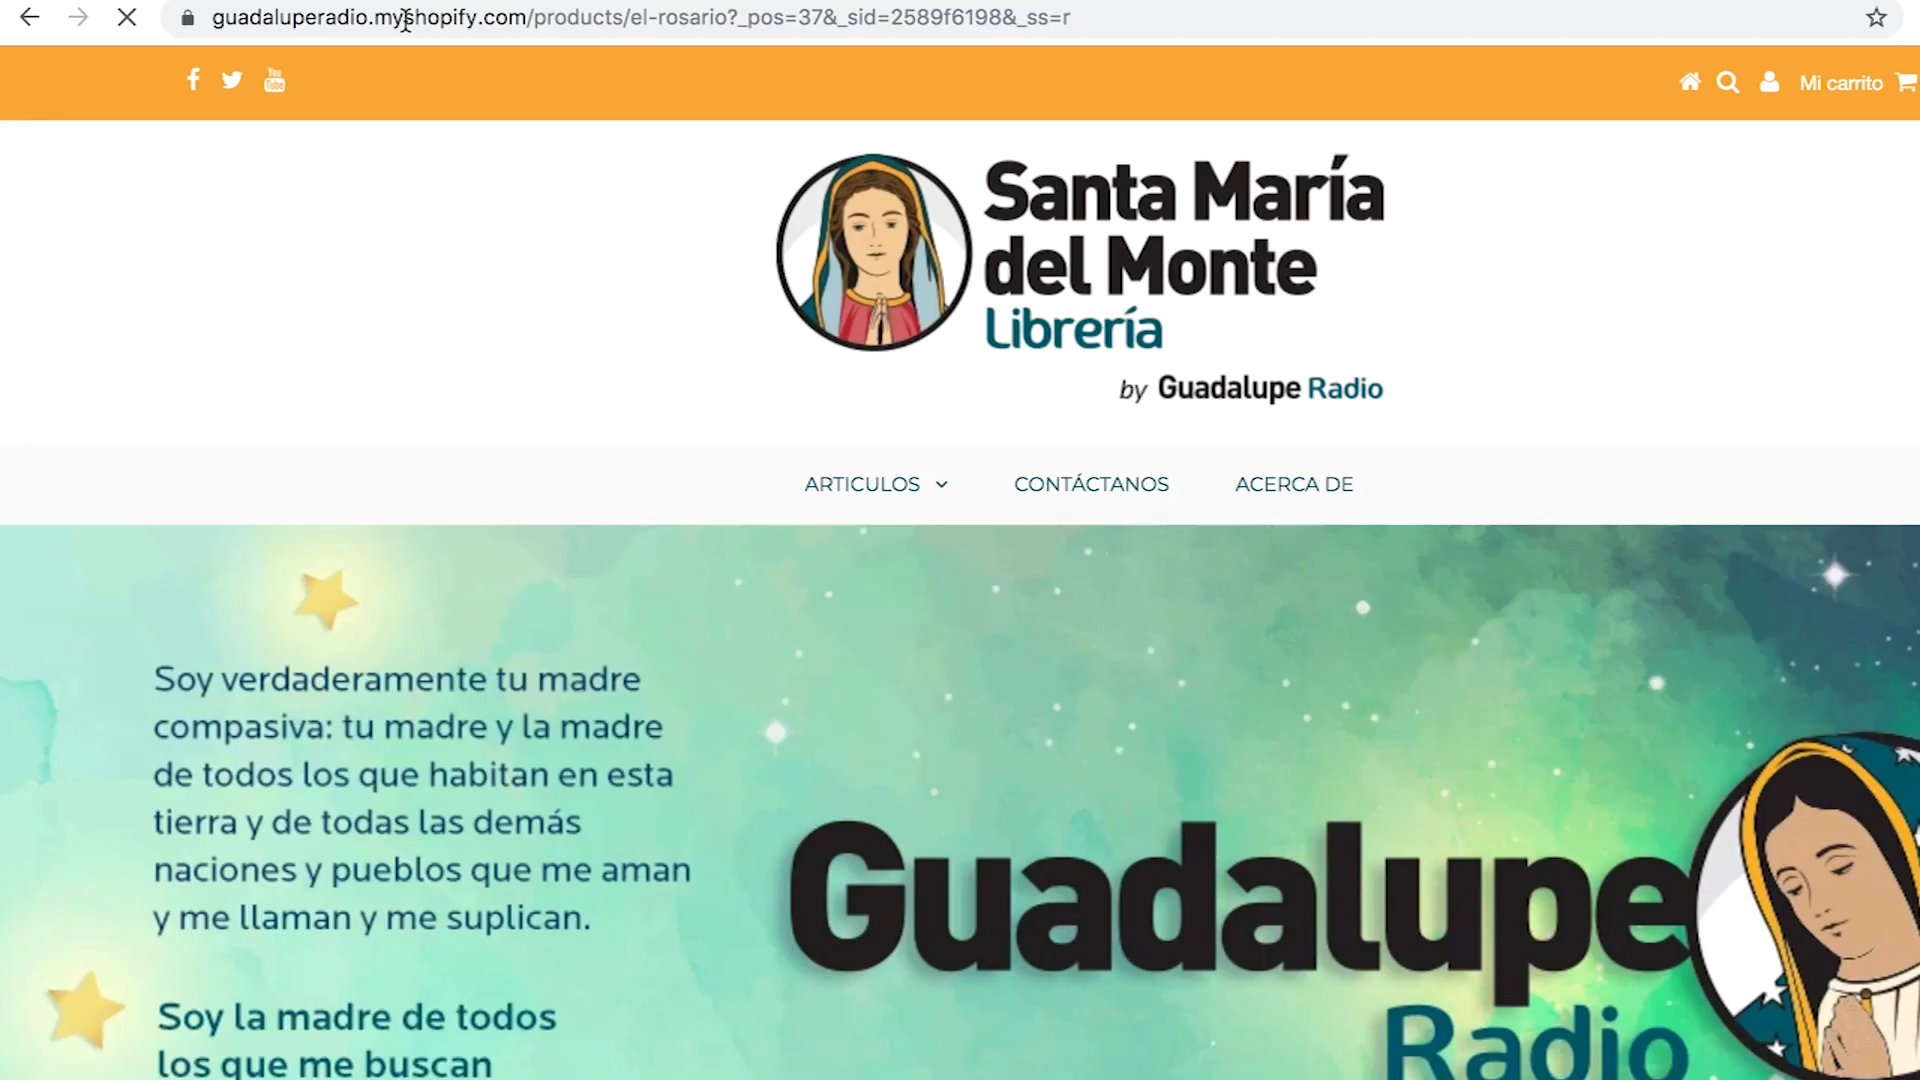 guadaluperadio.myshopify.com/products/el-rosario?_pos=37&_sid=2589f6198&_ss=r
You
Tube
Mi carrito
Santa María
del Monte
Librería
by Guadalupe Radio
ARTICULOS
CONTÁCTANOS
ACERCA DE
Soy verdaderamente tu madre
compasiva: tu madre y la madre
de todos los que habitan en esta
tierra y de todas las demás
naciones y pueblos que me aman
y me llaman y me suplican.
Soy la madre de todos
los que me buscan
Guadalupe
Radio